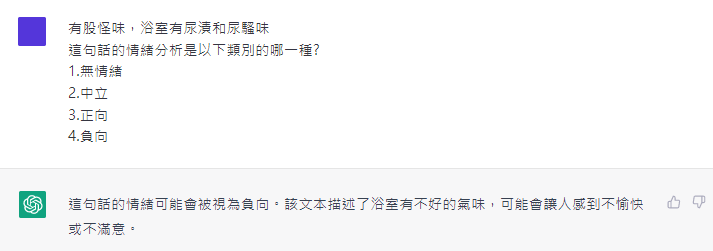 有股怪味，浴室有尿漬和尿騷味
這句話的情緒分析是以下類別的哪一種?
1.無情緒
2.中立
3.正向
4.負向
這句話的情緒可能會被視為負向。該文本描述了浴室有不好的氣味，可能會讓人感到不愉快
或不滿意。